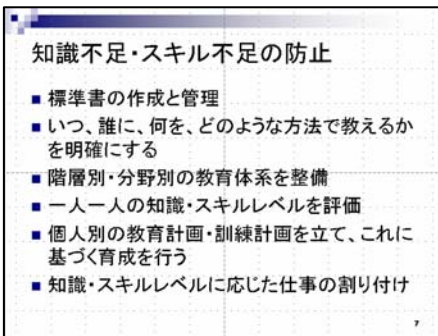 知識不足・スキル不足の防止
■ 標準書の作成と管理
■ いつ、誰に、何を、どのような方法で教えるか
を明確にする
■ 階層別・分野別の教育体系を整備
■ 一人一人の知識・スキルレベルを評価
■ 個人別の教育計画・訓練計画を立て、これに
基づく育成を行う
■ 知識・スキルレベルに応じた仕事の割り付け
7